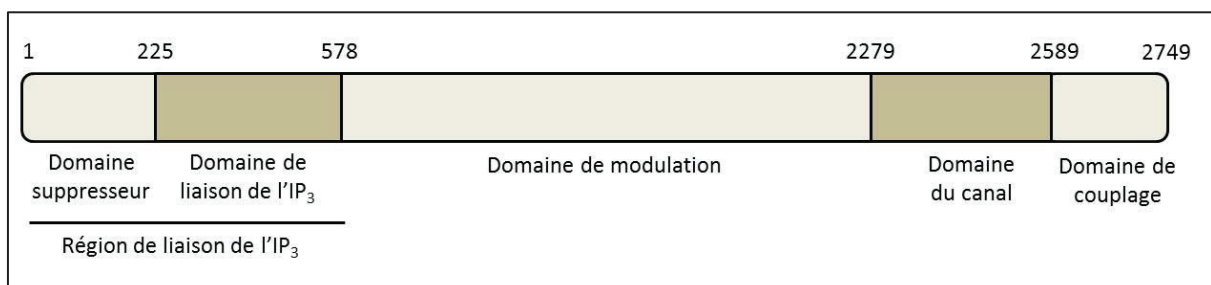 1 225 578 2279 2589 2749
Domaine suppresseur
Domaine de liaison de l'IP₃
Domaine de modulation
Domaine du canal
Domaine de couplage
Région de liaison de l'IP₃